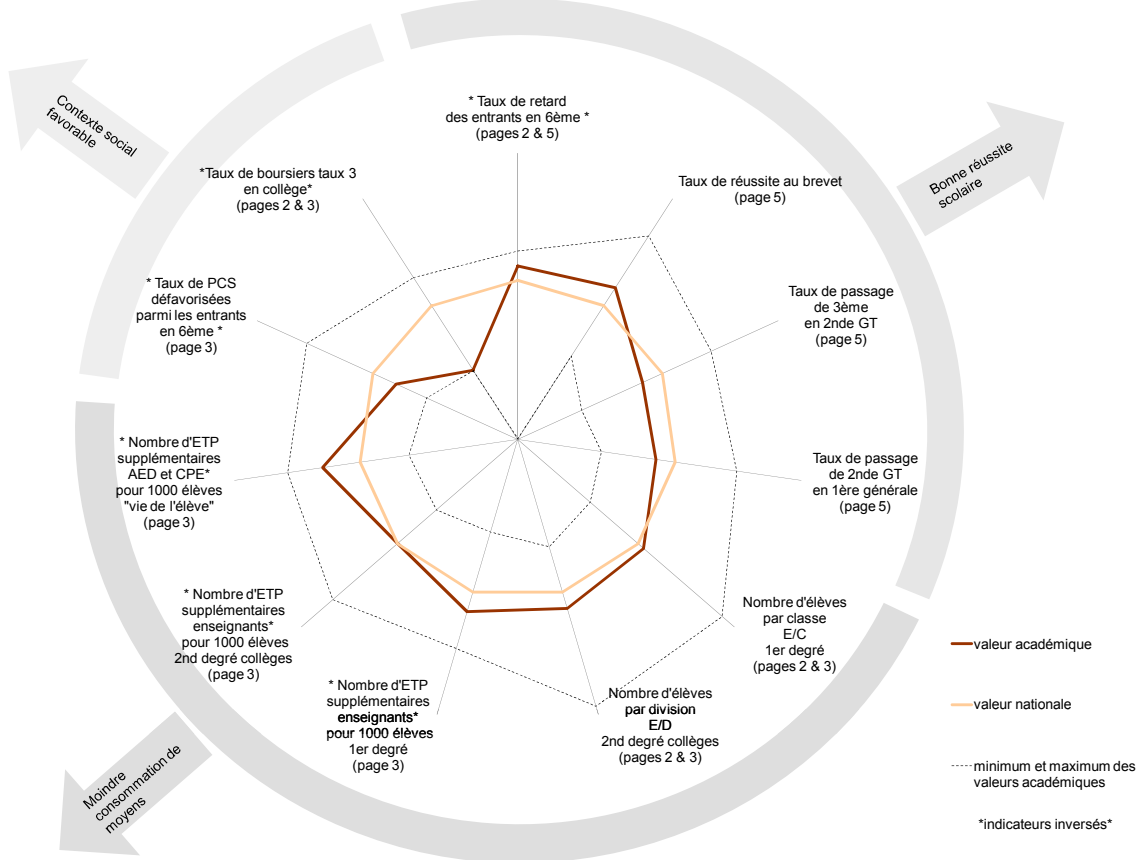 Contexte social
favorable
* Taux de retard
des entrants en 6ème *
(pages 2 & 5)
Bonne réussite
scolaire
*Taux de boursiers taux 3
en collège*
(pages 2 & 3)
Taux de réussite au brevet
(page 5)
* Taux de PCS
défavorisées
parmi les entrants
en 6ème *
(page 3)
Taux de passage
de 3ème
en 2nde GT
(page 5)
* Nombre d'ETP
supplémentaires
AED et CPE*
pour 1000 élèves
"vie de l'élève"
(page 3)
Taux de passage
de 2nde GT
en 1ère générale
(page 5)
* Nombre d'ETP
supplémentaires
enseignants*
pour 1000 élèves
2nd degré collèges
(page 3)
Nombre d'élèves
par classe
E/C
1er degré
(pages 2 & 3)
* Nombre d'ETP
supplémentaires
enseignants*
pour 1000 élèves
1er degré
(page 3)
Nombre d'élèves
par division
E/D
2nd degré collèges
(pages 2 & 3)
Moindre
consommation de
moyens
valeur académique
valeur nationale
minimum et maximum des
valeurs académiques
*indicateurs inversés*